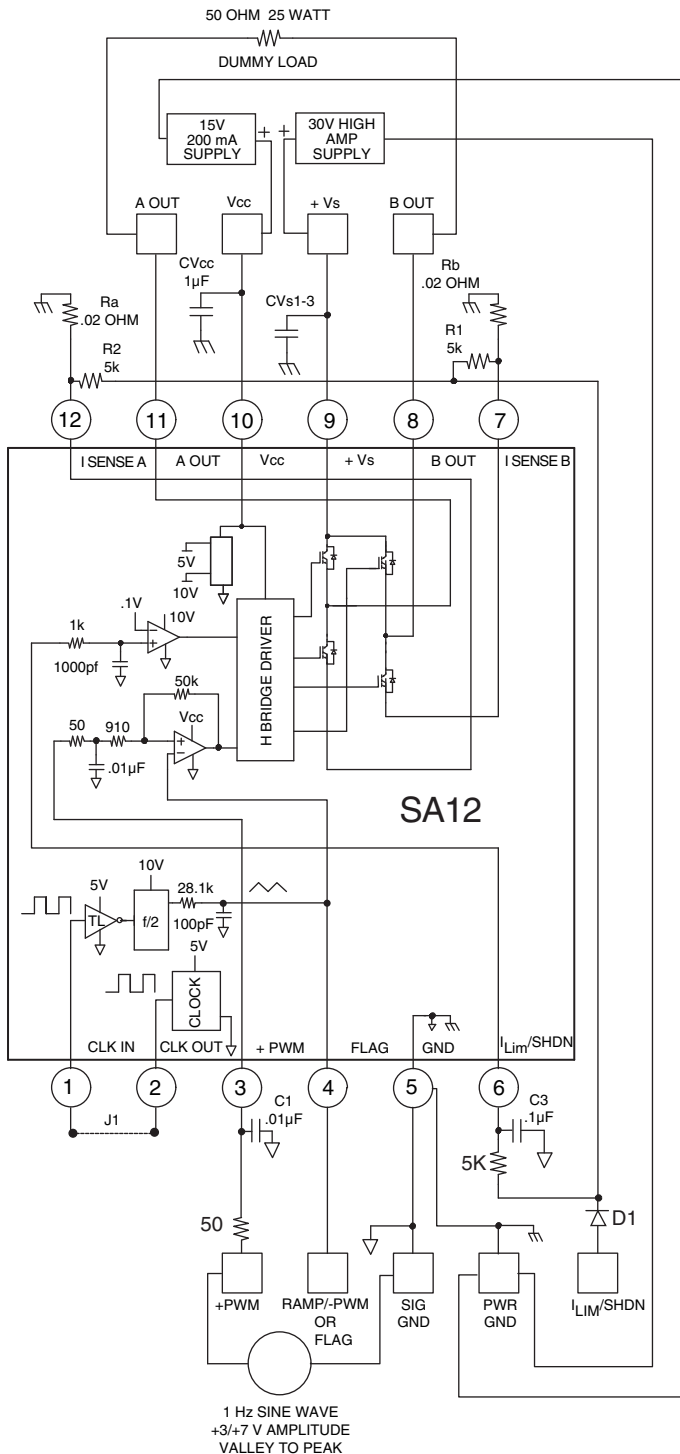 50 OHM 25 WATT
DUMMY LOAD
15V
200 mA
SUPPLY
+
+
30V HIGH
AMP
SUPPLY
A OUT
Vcc
+ Vs
B OUT
CVcc
1µF
CVs1-3
Ra
.02 OHM
Rb
.02 OHM
R2
5k
R1
5k
12
11
10
9
8
7
I SENSE A
A OUT
Vcc
+ Vs
B OUT
I SENSE B
5V
10V
.1V
10V
1k
1000pf
H BRIDGE DRIVER
50k
50
910
Vcc
.01µF
SA12
10V
5V
28.1k
TL
f/2
100pF
5V
CLOCK
CLK IN
CLK OUT
+ PWM
FLAG
GND
ILim/SHDN
1
2
3
4
5
6
J1
C1
.01µF
C3
.1µF
5K
50
D1
+PWM
RAMP/-PWM
OR
FLAG
SIG
GND
PWR
GND
ILIM/SHDN
1 Hz SINE WAVE
+3/+7 V AMPLITUDE
VALLEY TO PEAK